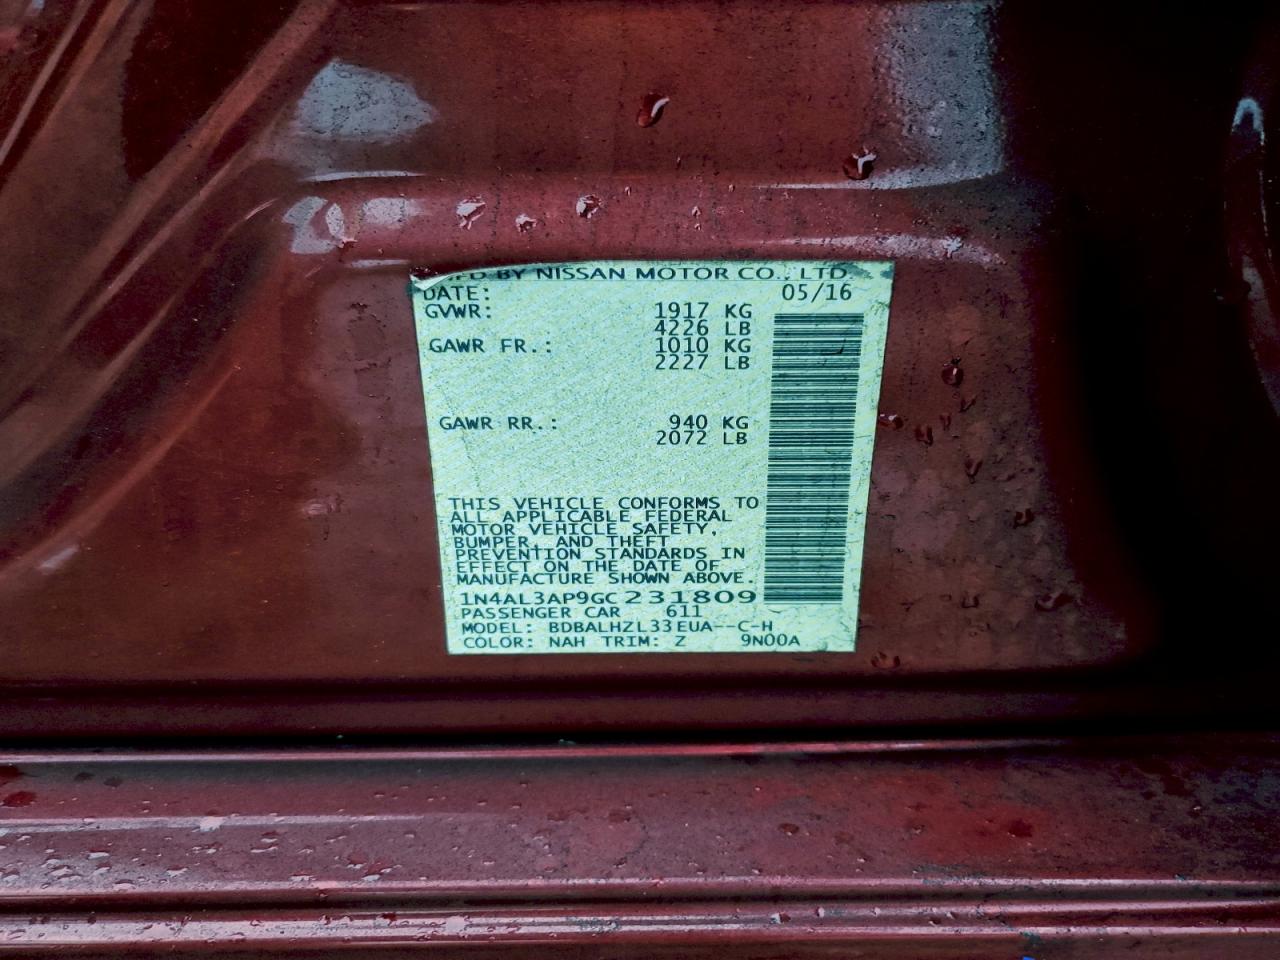 MFD BY NISSAN MOTOR CO., LTD.
DATE: 05/16
GVWR: 1917 KG
4226 LB
GAWR FR.: 1010 KG
2227 LB
GAWR RR.: 940 KG
2072 LB
THIS VEHICLE CONFORMS TO
ALL APPLICABLE FEDERAL
MOTOR VEHICLE SAFETY,
BUMPER, AND THEFT
PREVENTION STANDARDS IN
EFFECT ON THE DATE OF
MANUFACTURE SHOWN ABOVE.
1N4AL3AP9GC231809
PASSENGER CAR 611
MODEL: BDBALHZL33EUA--C-H
COLOR: NAH TRIM: Z 9N00A